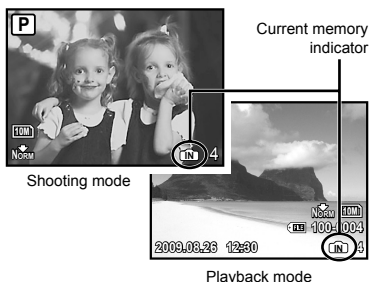 Current memory
indicator
P
10M
NORM
IN 4
Shooting mode
NORM 10M
FILE 100-0004
2009.08.26 12:30 IN 4
Playback mode